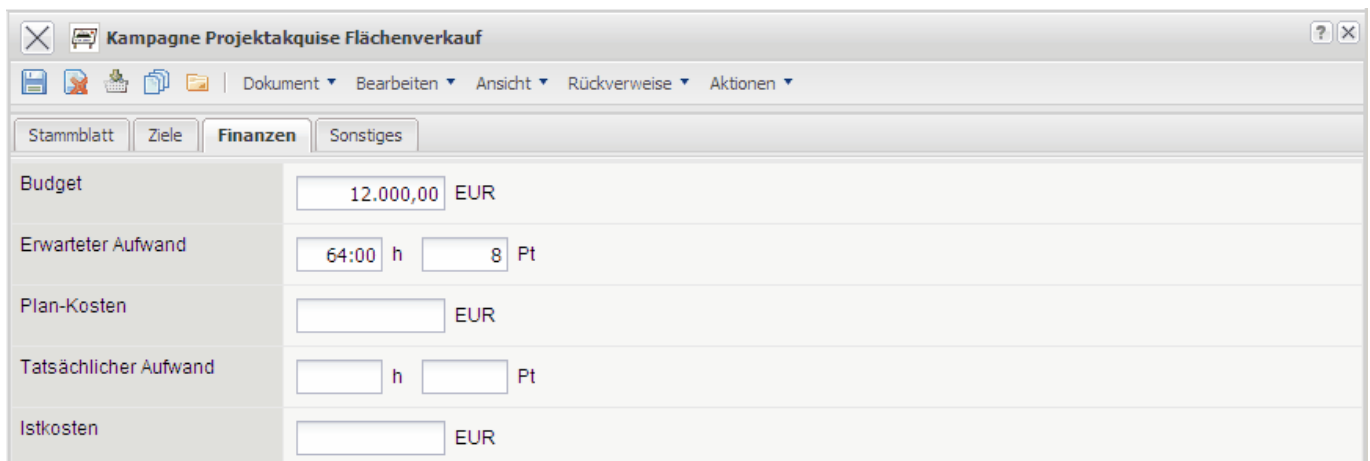 Kampagne Projektakquise Flächenverkauf ?
Dokument Bearbeiten Ansicht Rückverweise Aktionen
Stammblatt Ziele Finanzen Sonstiges
Budget 12.000,00 EUR
Erwarteter Aufwand 64:00 h 8 Pt
Plan-Kosten EUR
Tatsächlicher Aufwand h Pt
Istkosten EUR